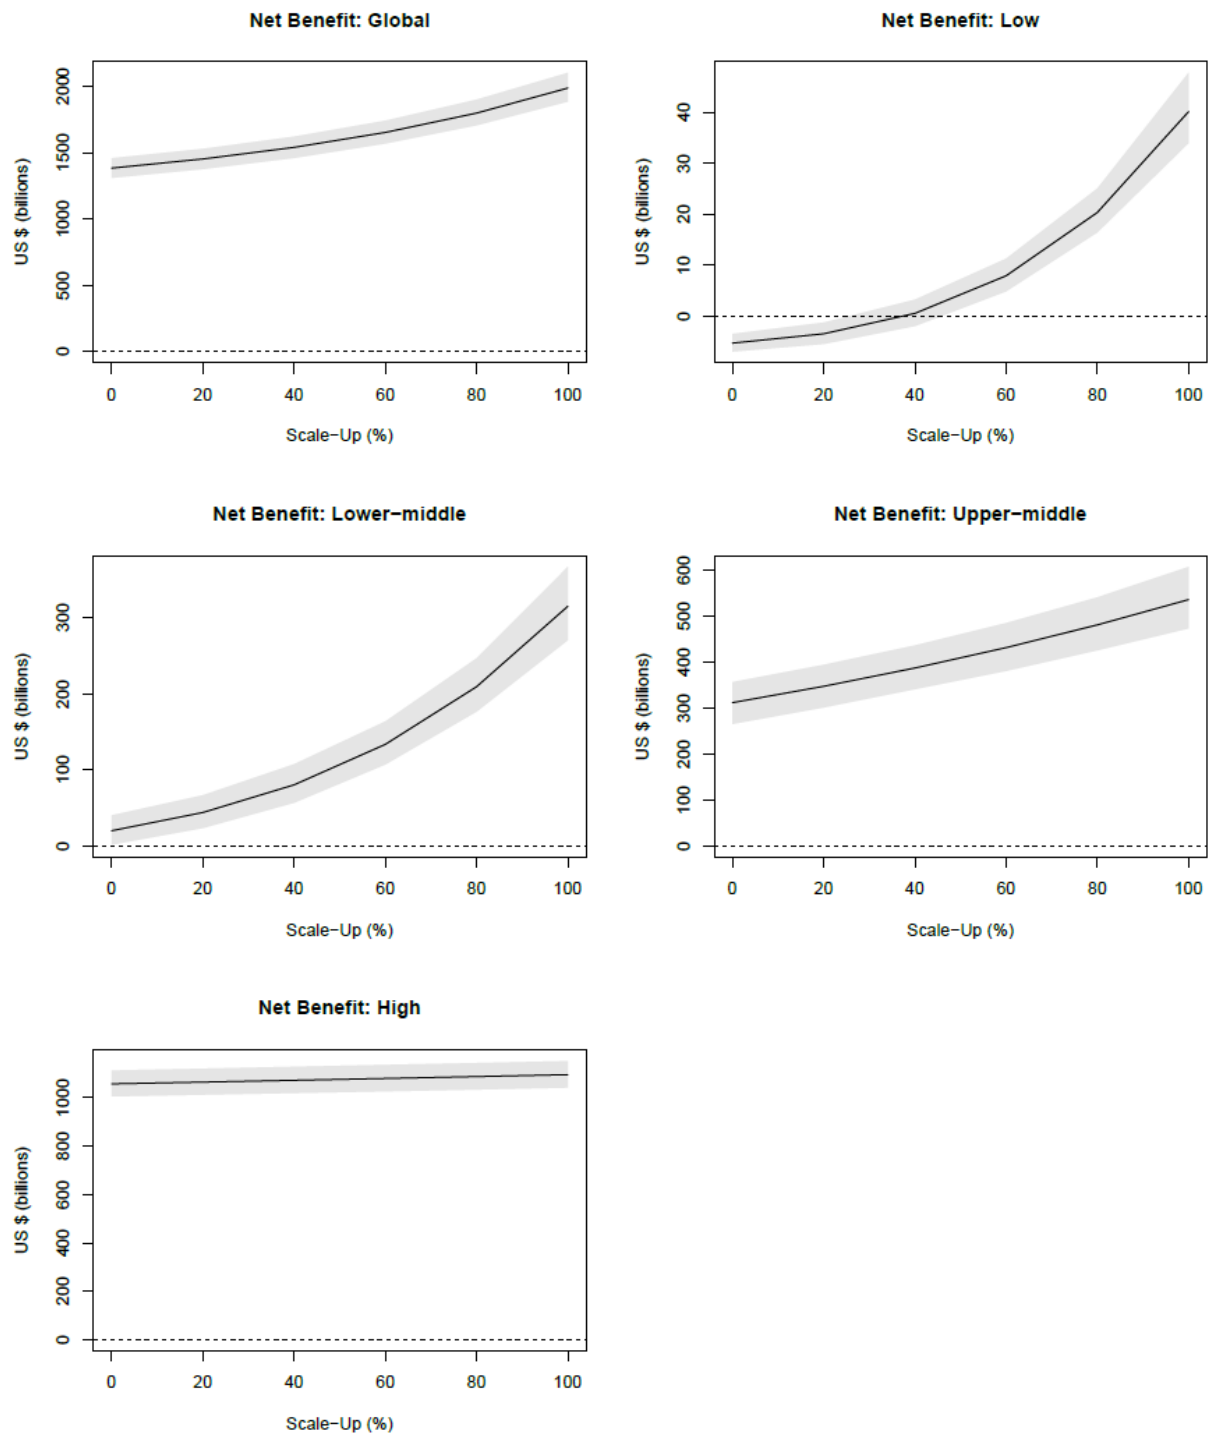 Net Benefit: Global
US $ (billions)
2000
1500
1000
500
0
0 20 40 60 80 100
Scale−Up (%)
Net Benefit: Low
US $ (billions)
40
30
20
10
0
0 20 40 60 80 100
Scale−Up (%)
Net Benefit: Lower−middle
US $ (billions)
300
200
100
0
0 20 40 60 80 100
Scale−Up (%)
Net Benefit: Upper−middle
US $ (billions)
600
500
400
300
200
100
0
0 20 40 60 80 100
Scale−Up (%)
Net Benefit: High
US $ (billions)
1000
800
600
400
200
0
0 20 40 60 80 100
Scale−Up (%)